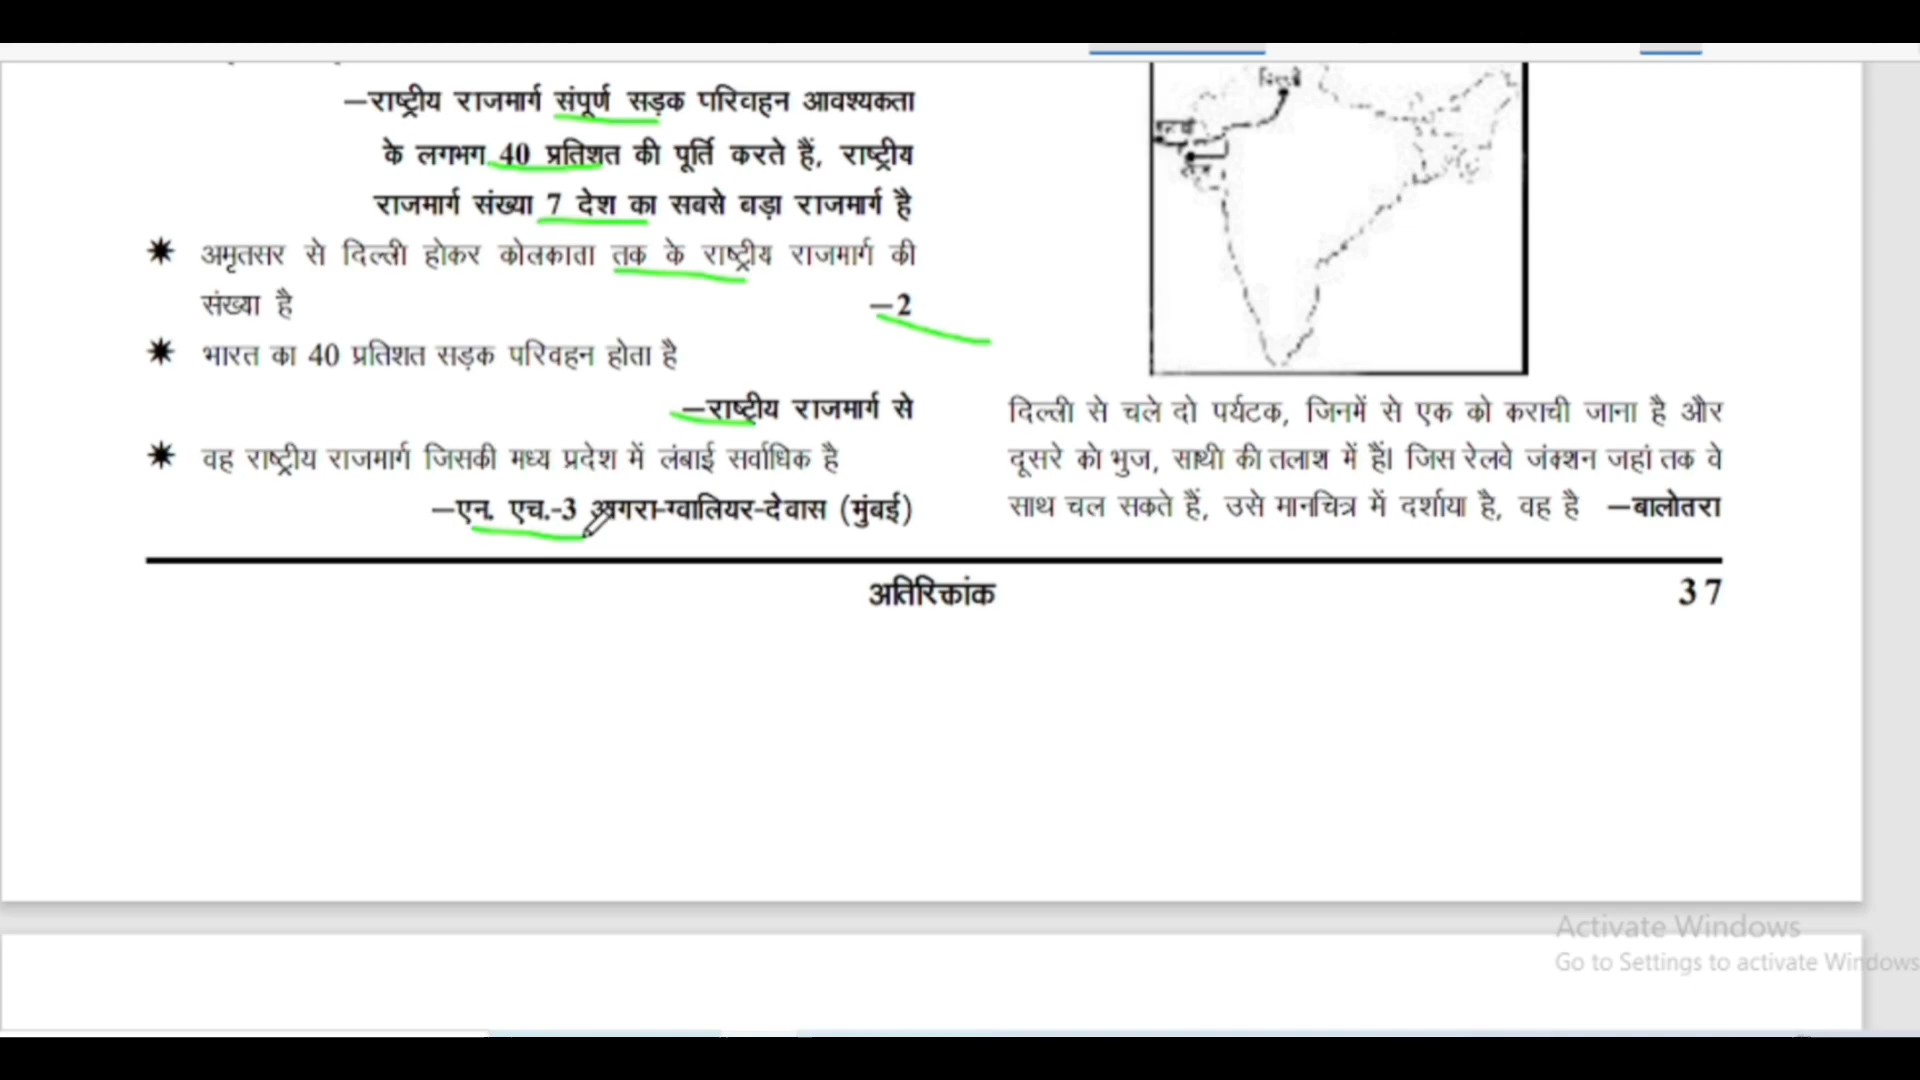 –राष्ट्रीय राजमार्ग संपूर्ण सड़क परिवहन आवश्यकता
के लगभग 40 प्रतिशत की पूर्ति करते हैं, राष्ट्रीय
राजमार्ग संख्या 7 देश का सबसे बड़ा राजमार्ग है
✷ अमृतसर से दिल्ली होकर कोलकाता तक के राष्ट्रीय राजमार्ग की
संख्या है –2
✷ भारत का 40 प्रतिशत सड़क परिवहन होता है
–राष्ट्रीय राजमार्ग से
✷ वह राष्ट्रीय राजमार्ग जिसकी मध्य प्रदेश में लंबाई सर्वाधिक है
–एन. एच.-3 आगरा-ग्वालियर-देवास (मुंबई)
दिल्ली
दिल्ली से चले दो पर्यटक, जिनमें से एक को कराची जाना है और
दूसरे को भुज, साथी की तलाश में हैं। जिस रेलवे जंक्शन जहां तक वे
साथ चल सकते हैं, उसे मानचित्र में दर्शाया है, वह है –बालोतरा
अतिरिक्तांक 37
Activate Windows
Go to Settings to activate Windows